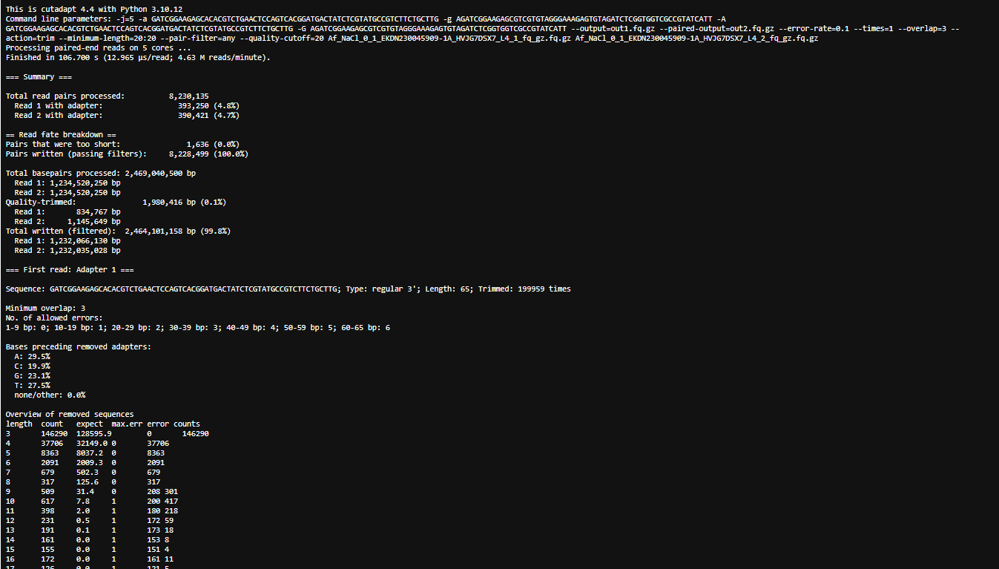 This is cutadapt 4.4 with Python 3.10.12
Command line parameters: -j=5 -a GATCGGAAGAGCACACGTCTGAACTCCAGTCACGGATGACTATCTCGTATGCCGTCTTCTGCTTG -g AGATCGGAAGAGCGTCGTGTAGGGAAAGAGTGTAGATCTCGGTGGTCGCCGTATCATT -A
GATCGGAAGAGCACACGTCTGAACTCCAGTCACGGATGACTATCTCGTATGCCGTCTTCTGCTTG -G AGATCGGAAGAGCGTCGTGTAGGGAAAGAGTGTAGATCTCGGTGGTCGCCGTATCATT --output=out1.fq.gz --paired-output=out2.fq.gz --error-rate=0.1 --times=1 --overlap=3 --
action=trim --minimum-length=20:20 --pair-filter=any --quality-cutoff=20 Af_NaCl_0_1_EKDN230045909-1A_HVJG7DSX7_L4_1_fq_gz.fq.gz Af_NaCl_0_1_EKDN230045909-1A_HVJG7DSX7_L4_2_fq_gz.fq.gz
Processing paired-end reads on 5 cores ...
Finished in 106.700 s (12.965 µs/read; 4.63 M reads/minute).
=== Summary ===
Total read pairs processed: 8,230,135
Read 1 with adapter: 393,250 (4.8%)
Read 2 with adapter: 390,421 (4.7%)
== Read fate breakdown ==
Pairs that were too short: 1,636 (0.0%)
Pairs written (passing filters): 8,228,499 (100.0%)
Total basepairs processed: 2,469,040,500 bp
Read 1: 1,234,520,250 bp
Read 2: 1,234,520,250 bp
Quality-trimmed: 1,980,416 bp (0.1%)
Read 1: 834,767 bp
Read 2: 1,145,649 bp
Total written (filtered): 2,464,101,158 bp (99.8%)
Read 1: 1,232,066,130 bp
Read 2: 1,232,035,028 bp
=== First read: Adapter 1 ===
Sequence: GATCGGAAGAGCACACGTCTGAACTCCAGTCACGGATGACTATCTCGTATGCCGTCTTCTGCTTG; Type: regular 3'; Length: 65; Trimmed: 199959 times
Minimum overlap: 3
No. of allowed errors:
1-9 bp: 0; 10-19 bp: 1; 20-29 bp: 2; 30-39 bp: 3; 40-49 bp: 4; 50-59 bp: 5; 60-65 bp: 6
Bases preceding removed adapters:
A: 29.5%
C: 19.9%
G: 23.1%
T: 27.5%
none/other: 0.0%
Overview of removed sequences
length count expect max.err error counts
3 146290 128595.9 0 146290
4 37706 32149.0 0 37706
5 8363 8037.2 0 8363
6 2091 2009.3 0 2091
7 679 502.3 0 679
8 317 125.6 0 317
9 509 31.4 0 208 301
10 617 7.8 1 200 417
11 398 2.0 1 180 218
12 231 0.5 1 172 59
13 191 0.1 1 173 18
14 161 0.0 1 153 8
15 155 0.0 1 151 4
16 172 0.0 1 161 11
17 126 0.0 1 121 5